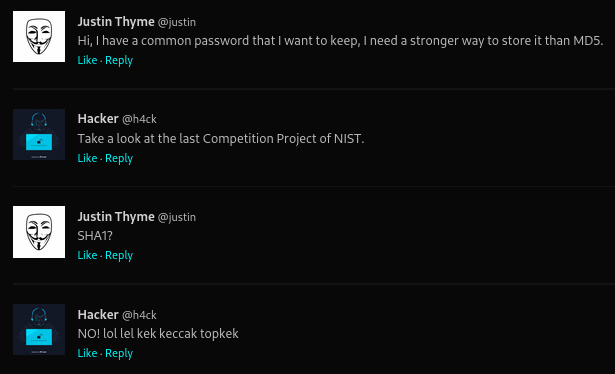 Justin Thyme @justin
Hi, I have a common password that I want to keep, I need a stronger way to store it than MD5.
Like · Reply
Hacker @h4ck
Take a look at the last Competition Project of NIST.
Like · Reply
Justin Thyme @justin
SHA1?
Like · Reply
Hacker @h4ck
NO! lol lel kek keccak topkek
Like · Reply